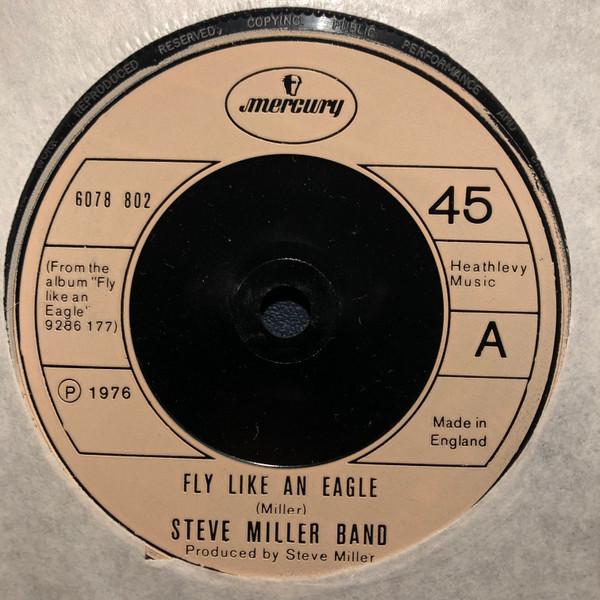 REPRODUCED RESERVED, COPYING PUBLIC PERFORMANCE AND
mercury
6078 802
45
(From the
album "Fly
like an
Eagle"
9286 177)
Heathlevy
Music
A
Ⓟ 1976
Made in
England
FLY LIKE AN EAGLE
(Miller)
STEVE MILLER BAND
Produced by Steve Miller